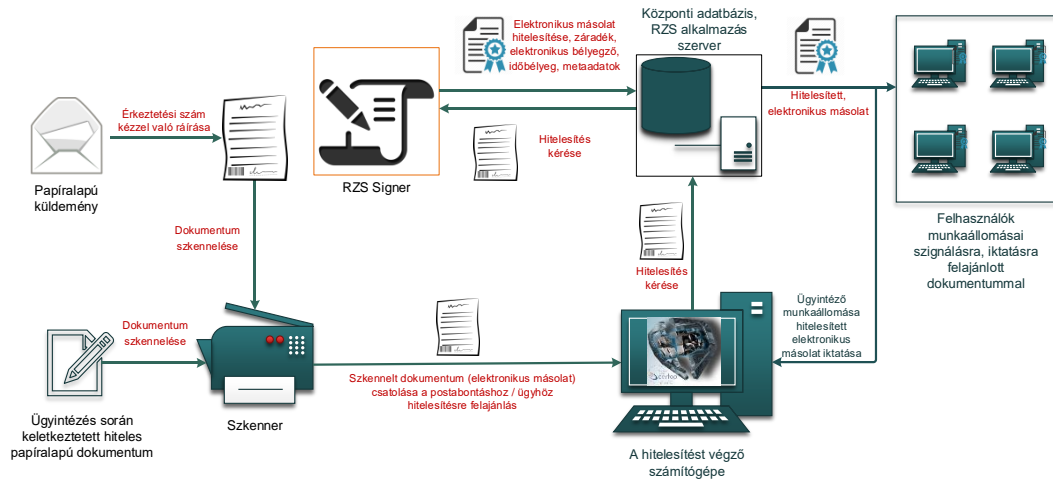 Elektronikus másolat
hitelesítése, záradék,
elektronikus bélyegző,
időbélyeg, metaadatok
Központi adatbázis,
RZS alkalmazás
szerver
Érkeztetési szám
kézzel való ráírása
Hitelesített,
elektronikus másolat
Hitelesítés
kérése
Papíralapú
küldemény
RZS Signer
Dokumentum
szkennelése
Felhasználók
munkaállomásai
szignálásra, iktatásra
felajánlott
dokumentummal
Hitelesítés
kérése
Ügyintéző
munkaállomása
hitelesített
elektronikus
másolat iktatása
Dokumentum
szkennelése
Szkennelt dokumentum (elektronikus másolat)
csatolása a postabontáshoz / ügyhöz
hitelesítésre felajánlás
Szkenner
Ügyintézés során
keletkeztetett hiteles
papíralapú dokumentum
A hitelesítést végző
számítógépe